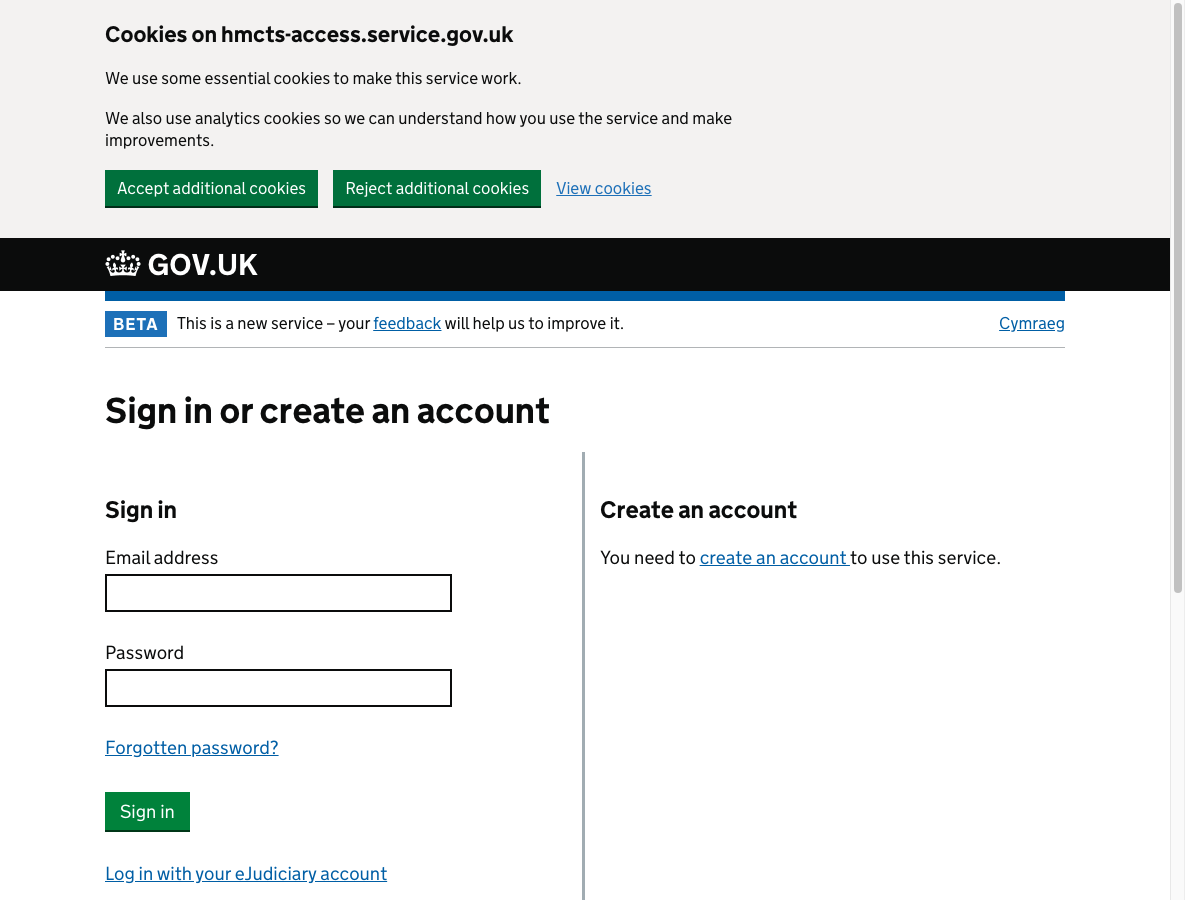 Cookies on hmcts-access.service.gov.uk
We use some essential cookies to make this service work.
We also use analytics cookies so we can understand how you use the service and make
improvements.
Accept additional cookies Reject additional cookies View cookies
GOV.UK
BETA This is a new service – your feedback will help us to improve it. Cymraeg
Sign in or create an account
Sign in
Email address
Password
Forgotten password?
Sign in
Log in with your eJudiciary account
Create an account
You need to create an account to use this service.